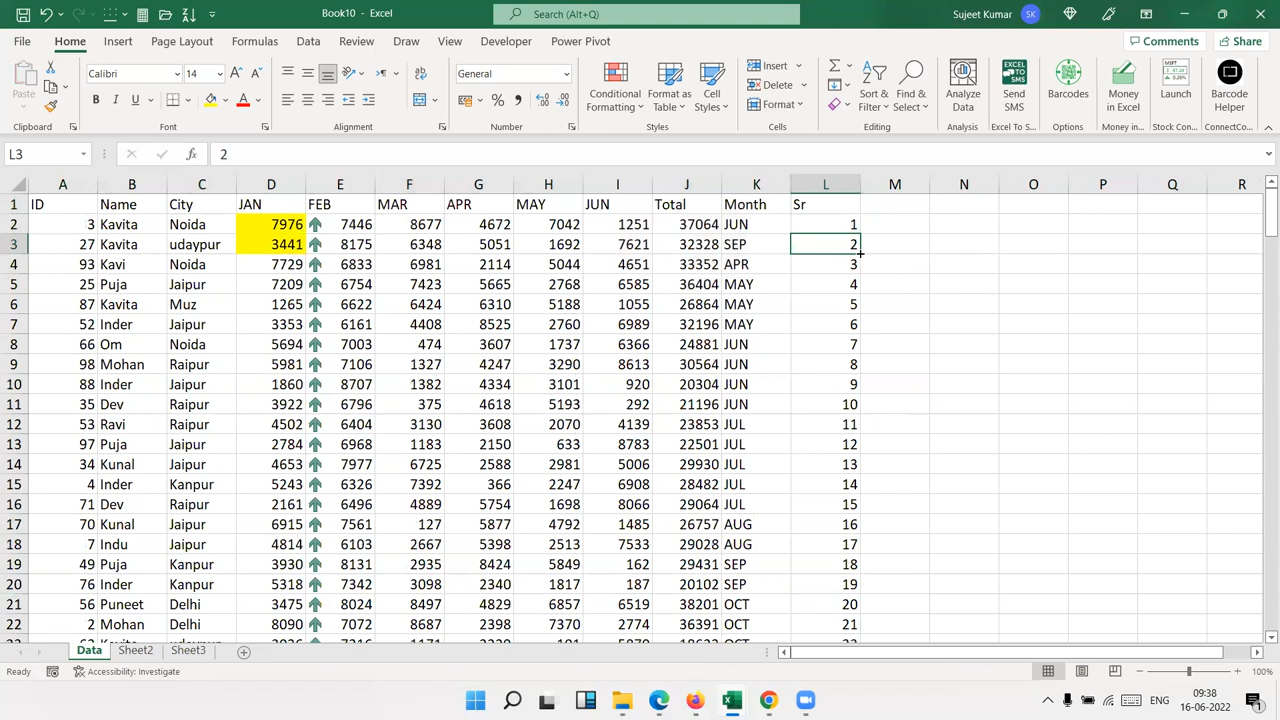 Book10 - Excel
Search (Alt+Q)
Sujeet Kumar
SK
File Home Insert Page Layout Formulas Data Review View Developer Power Pivot
Comments Share
Paste
Calibri 14
General
Conditional Formatting
Format as Table
Cell Styles
Insert
Delete
Format
Sort & Filter
Find & Select
Analyze Data
Send SMS
Barcodes
Money in Excel
Launch
Barcode Helper
Clipboard Font Alignment Number Styles Cells Editing Analysis Excel To S... Options Money in... Stock Con... ConnectCo...
L3 fx 2
A B C D E F G H I J K L M N O P Q R
1 ID Name City JAN FEB MAR APR MAY JUN Total Month Sr
2 3 Kavita Noida 7976 7446 8677 4672 7042 1251 37064 JUN 1
3 27 Kavita udaypur 3441 8175 6348 5051 1692 7621 32328 SEP 2
4 93 Kavi Noida 7729 6833 6981 2114 5044 4651 33352 APR 3
5 25 Puja Jaipur 7209 6754 7423 5665 2768 6585 36404 MAY 4
6 87 Kavita Muz 1265 6622 6424 6310 5188 1055 26864 MAY 5
7 52 Inder Jaipur 3353 6161 4408 8525 2760 6989 32196 MAY 6
8 66 Om Noida 5694 7003 474 3607 1737 6366 24881 JUN 7
9 98 Mohan Raipur 5981 7106 1327 4247 3290 8613 30564 JUN 8
10 88 Inder Jaipur 1860 8707 1382 4334 3101 920 20304 JUN 9
11 35 Dev Raipur 3922 6796 375 4618 5193 292 21196 JUN 10
12 53 Ravi Raipur 4502 6404 3130 3608 2070 4139 23853 JUL 11
13 97 Puja Jaipur 2784 6968 1183 2150 633 8783 22501 JUL 12
14 34 Kunal Jaipur 4653 7977 6725 2588 2981 5006 29930 JUL 13
15 4 Inder Kanpur 5243 6326 7392 366 2247 6908 28482 JUL 14
16 71 Dev Raipur 2161 6496 4889 5754 1698 8066 29064 JUL 15
17 70 Kunal Jaipur 6915 7561 127 5877 4792 1485 26757 AUG 16
18 7 Indu Jaipur 4814 6103 2667 5398 2513 7533 29028 AUG 17
19 49 Puja Kanpur 3930 8131 2935 8424 5849 162 29431 SEP 18
20 76 Inder Kanpur 5318 7342 3098 2340 1817 187 20102 SEP 19
21 56 Puneet Delhi 3475 8024 8497 4829 6857 6519 38201 OCT 20
22 2 Mohan Delhi 8090 7072 8687 2398 7370 2774 36391 OCT 21
Data Sheet2 Sheet3
Ready Accessibility: Investigate 100%
ENG
09:38
16-06-2022